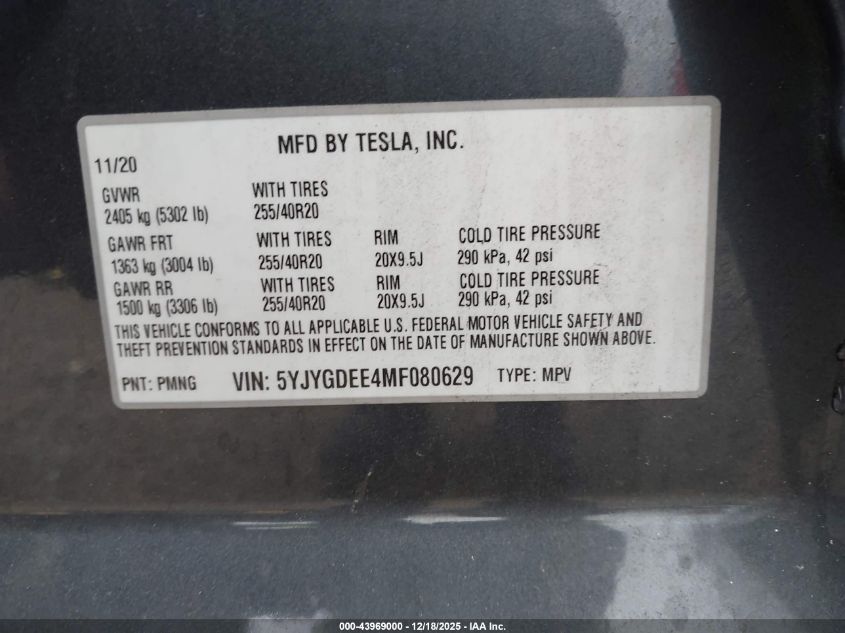 MFD BY TESLA, INC.
11/20
GVWR WITH TIRES
2405 kg (5302 lb) 255/40R20
GAWR FRT WITH TIRES RIM COLD TIRE PRESSURE
1363 kg (3004 lb) 255/40R20 20X9.5J 290 kPa, 42 psi
GAWR RR WITH TIRES RIM COLD TIRE PRESSURE
1500 kg (3306 lb) 255/40R20 20X9.5J 290 kPa, 42 psi
THIS VEHICLE CONFORMS TO ALL APPLICABLE U.S. FEDERAL MOTOR VEHICLE SAFETY AND
THEFT PREVENTION STANDARDS IN EFFECT ON THE DATE OF MANUFACTURE SHOWN ABOVE.
PNT: PMNG VIN: 5YJYGDEE4MF080629 TYPE: MPV
000-43969000 - 12/18/2025 - IAA Inc.